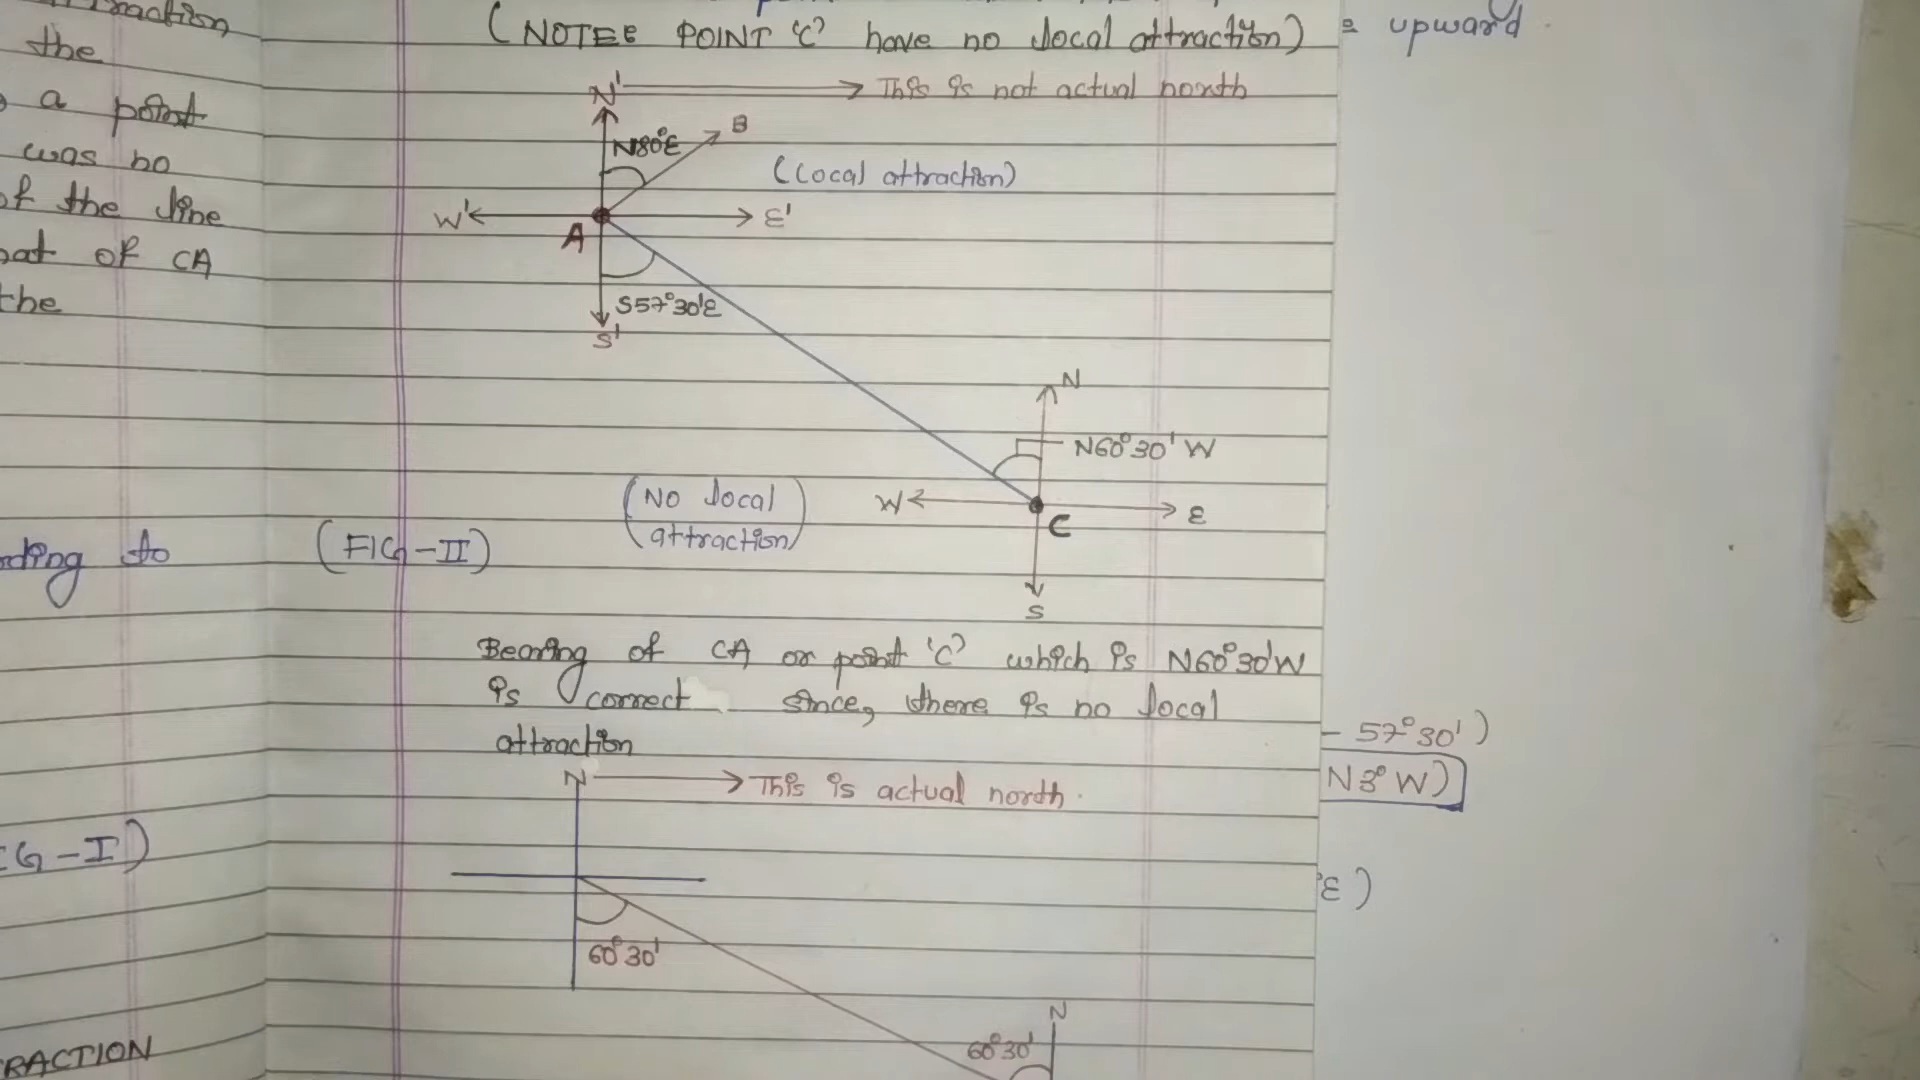 the
a point
was no
of the line
of CA
the
to
RACTION
(NOTEE POINT 'C' have no local attraction)
N' This is not actual north
N80°E B
(Local attraction)
W' E'
A
S57°30'E
S'
N
N60°30'W
(No local attraction)
W E
C
S
(FIG-II)
Bearing of CA or point 'C' which is N60°30'W
is correct since, there is no local
attraction
N This is actual north.
60°30'
N
60°30'
= upward
- 57°30')
N3°W)
E)